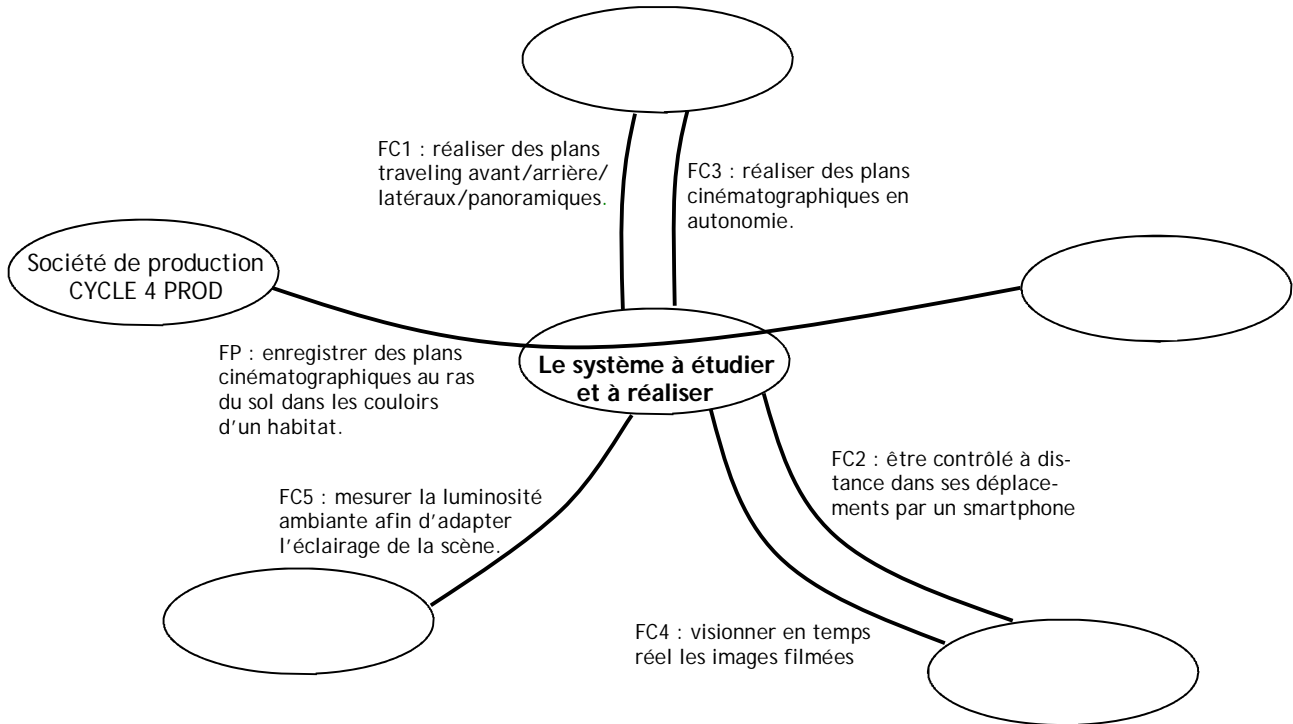 FC1 : réaliser des plans
traveling avant/arrière/
latéraux/panoramiques.
FC3 : réaliser des plans
cinématographiques en
autonomie.
Société de production
CYCLE 4 PROD
FP : enregistrer des plans
cinématographiques au ras
du sol dans les couloirs
d'un habitat.
Le système à étudier
et à réaliser
FC2 : être contrôlé à dis-
tance dans ses déplace-
ments par un smartphone
FC5 : mesurer la luminosité
ambiante afin d'adapter
l'éclairage de la scène.
FC4 : visionner en temps
réel les images filmées